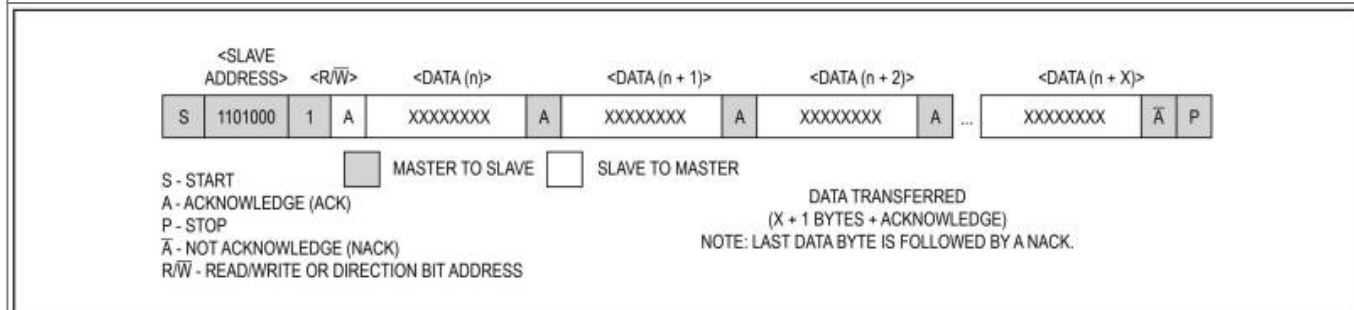 <SLAVE
ADDRESS> <R/W̅> <DATA (n)> <DATA (n + 1)> <DATA (n + 2)> <DATA (n + X)>
S 1101000 1 A XXXXXXXX A XXXXXXXX A XXXXXXXX A ... XXXXXXXX A̅ P
MASTER TO SLAVE SLAVE TO MASTER
S - START
A - ACKNOWLEDGE (ACK)
P - STOP
A̅ - NOT ACKNOWLEDGE (NACK)
R/W̅ - READ/WRITE OR DIRECTION BIT ADDRESS
DATA TRANSFERRED
(X + 1 BYTES + ACKNOWLEDGE)
NOTE: LAST DATA BYTE IS FOLLOWED BY A NACK.